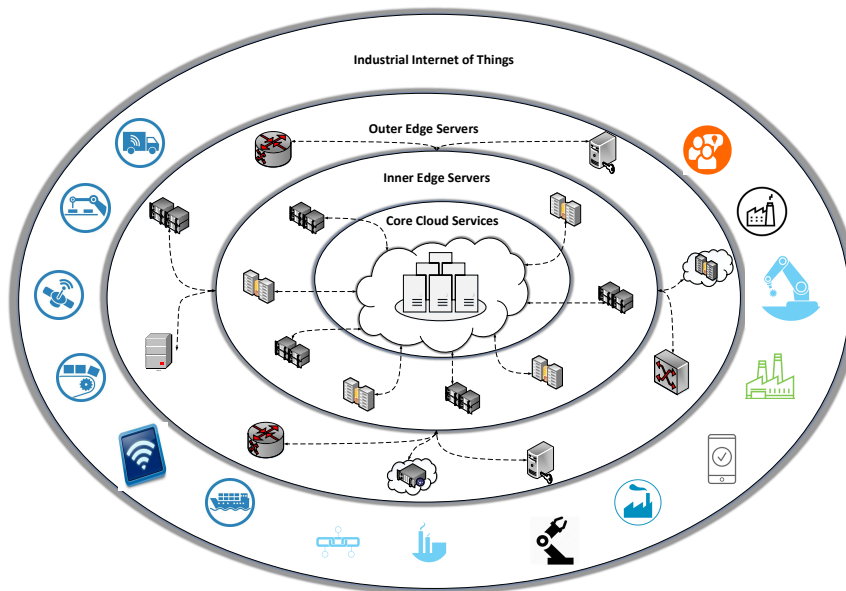 Industrial Internet of Things
Outer Edge Servers
Inner Edge Servers
Core Cloud Services